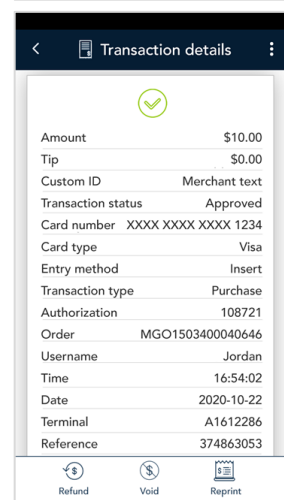 Transaction details
Amount $10.00
Tip $0.00
Custom ID Merchant text
Transaction status Approved
Card number XXXX XXXX XXXX 1234
Card type Visa
Entry method Insert
Transaction type Purchase
Authorization 108721
Order MGO1503400040646
Username Jordan
Time 16:54:02
Date 2020-10-22
Terminal A1612286
Reference 374863053
Refund Void Reprint